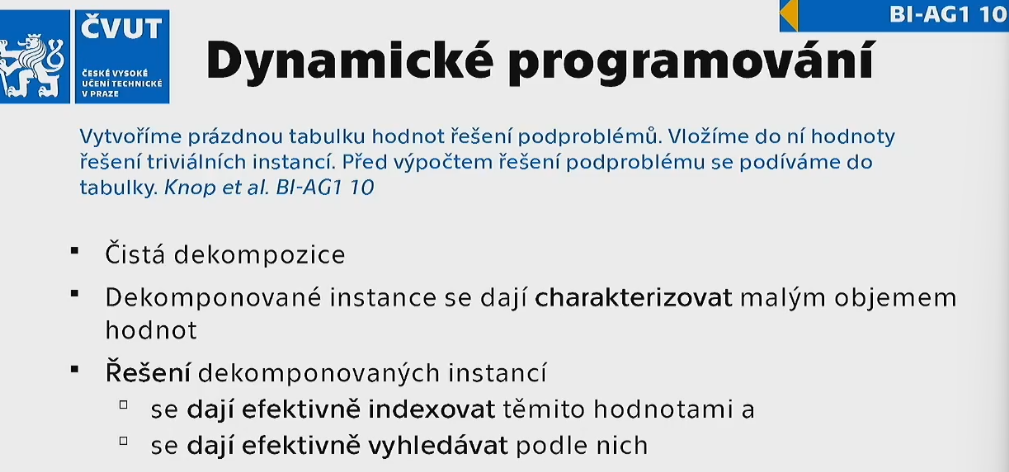 BI-AG1 10
ČVUT
ČESKÉ VYSOKÉ
UČENÍ TECHNICKÉ
V PRAZE
Dynamické programování
Vytvoříme prázdnou tabulku hodnot řešení podproblémů. Vložíme do ní hodnoty
řešení triviálních instancí. Před výpočtem řešení podproblému se podíváme do
tabulky. Knop et al. BI-AG1 10
▪ Čistá dekompozice
▪ Dekomponované instance se dají charakterizovat malým objemem
hodnot
▪ Řešení dekomponovaných instancí
▫ se dají efektivně indexovat těmito hodnotami a
▫ se dají efektivně vyhledávat podle nich